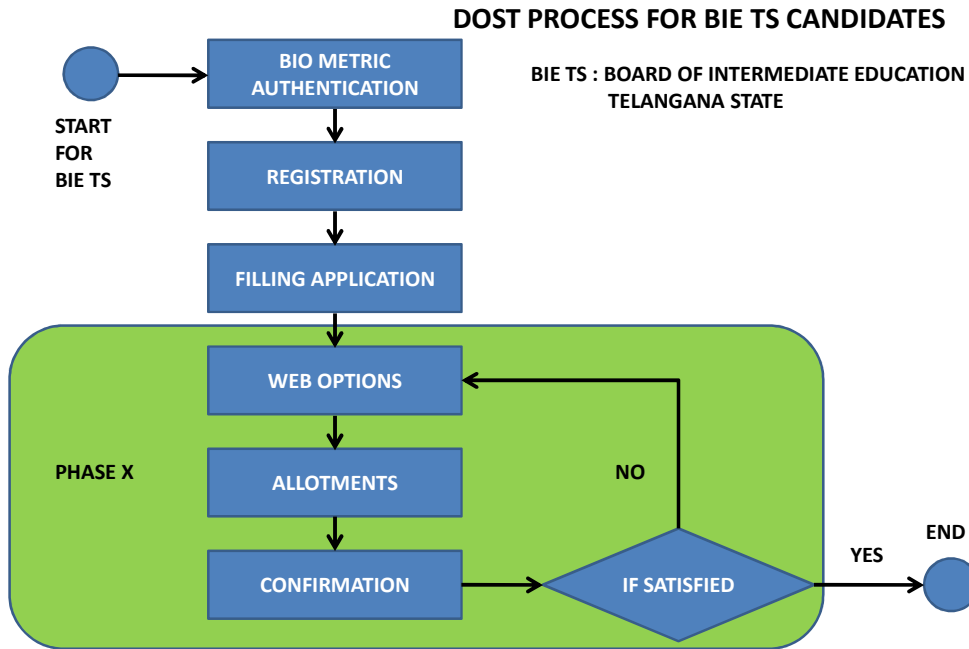 DOST PROCESS FOR BIE TS CANDIDATES
BIO METRIC
AUTHENTICATION
BIE TS : BOARD OF INTERMEDIATE EDUCATION
TELANGANA STATE
START
FOR
BIE TS
REGISTRATION
FILLING APPLICATION
WEB OPTIONS
PHASE X
ALLOTMENTS
NO
CONFIRMATION
IF SATISFIED
YES
END